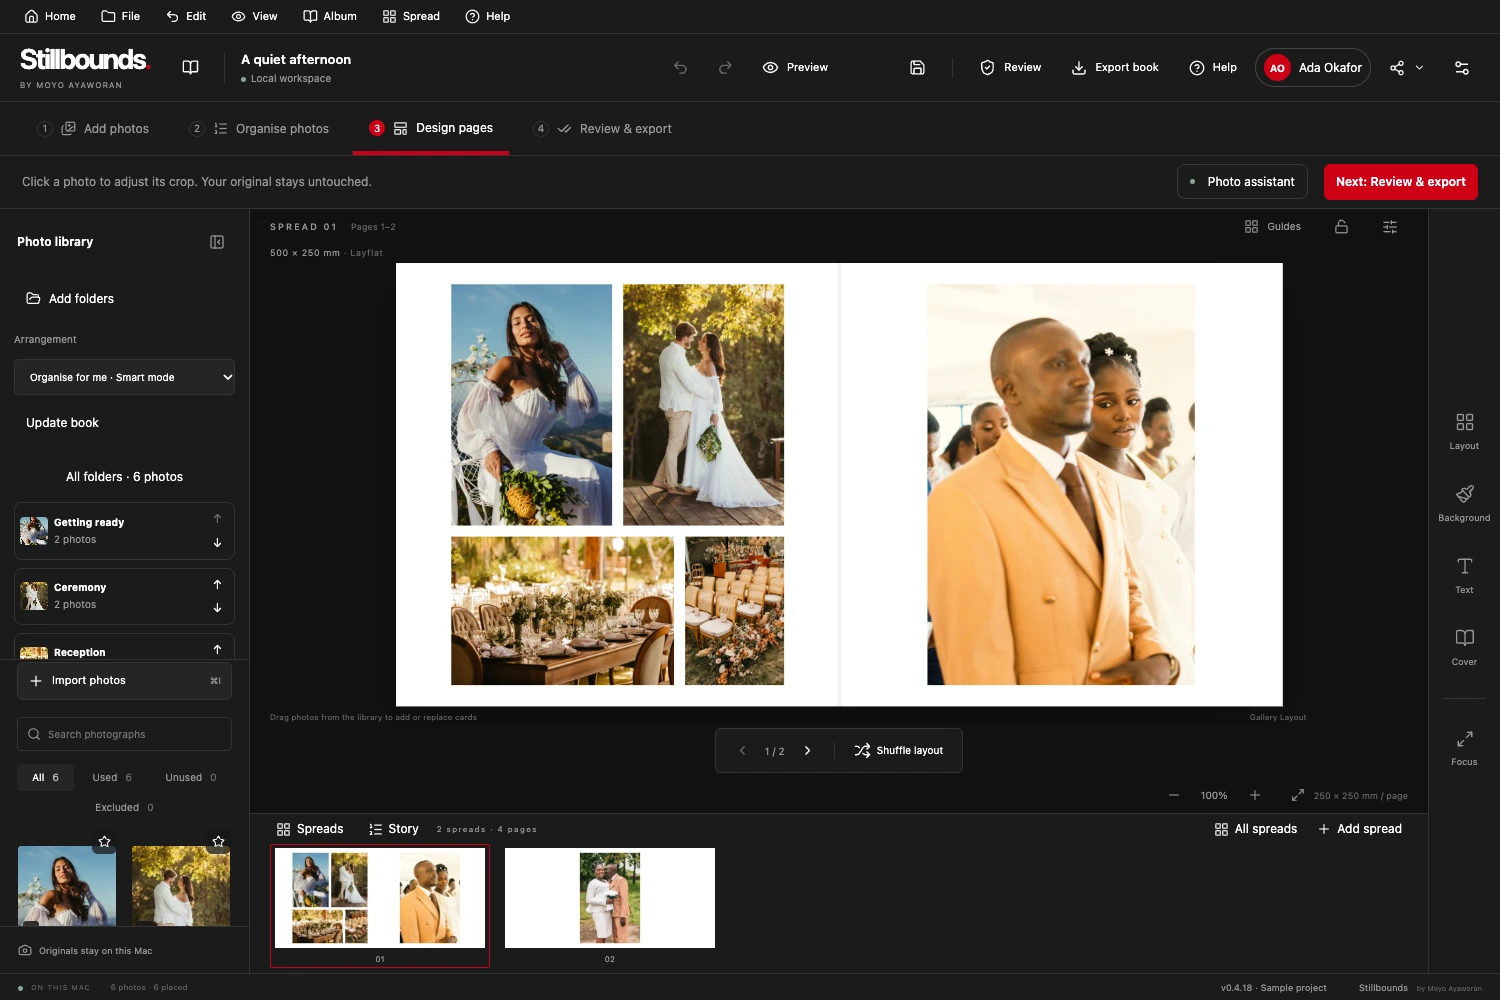 Home File Edit View Album Spread Help
Stillbounds.
BY MOYO AYAWORAN
A quiet afternoon
Local workspace
Preview Review Export book Help AO Ada Okafor
1 Add photos 2 Organise photos 3 Design pages 4 Review & export
Click a photo to adjust its crop. Your original stays untouched.
Photo assistant
Next: Review & export
Photo library
Add folders
Arrangement
Organise for me · Smart mode
Update book
All folders · 6 photos
Getting ready
2 photos
Ceremony
2 photos
Reception
Import photos ⌘I
Search photographs
All 6 Used 6 Unused 0
Excluded 0
Originals stay on this Mac
SPREAD 01 Pages 1–2
Guides
500 × 250 mm · Layflat
Drag photos from the library to add or replace cards
Gallery Layout
1 / 2 Shuffle layout
100% 250 × 250 mm / page
Spreads Story 2 spreads · 4 pages
All spreads Add spread
01
02
Layout
Background
Text
Cover
Focus
ON THIS MAC 6 photos · 6 placed
v0.4.18 · Sample project Stillbounds by Moyo Ayaworan